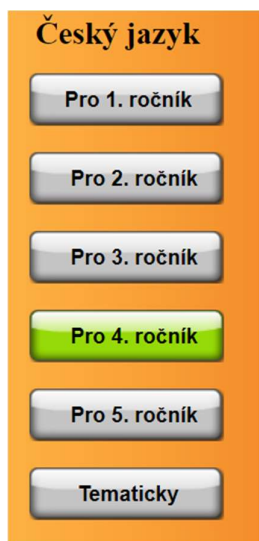 Český jazyk
Pro 1. ročník
Pro 2. ročník
Pro 3. ročník
Pro 4. ročník
Pro 5. ročník
Tematicky